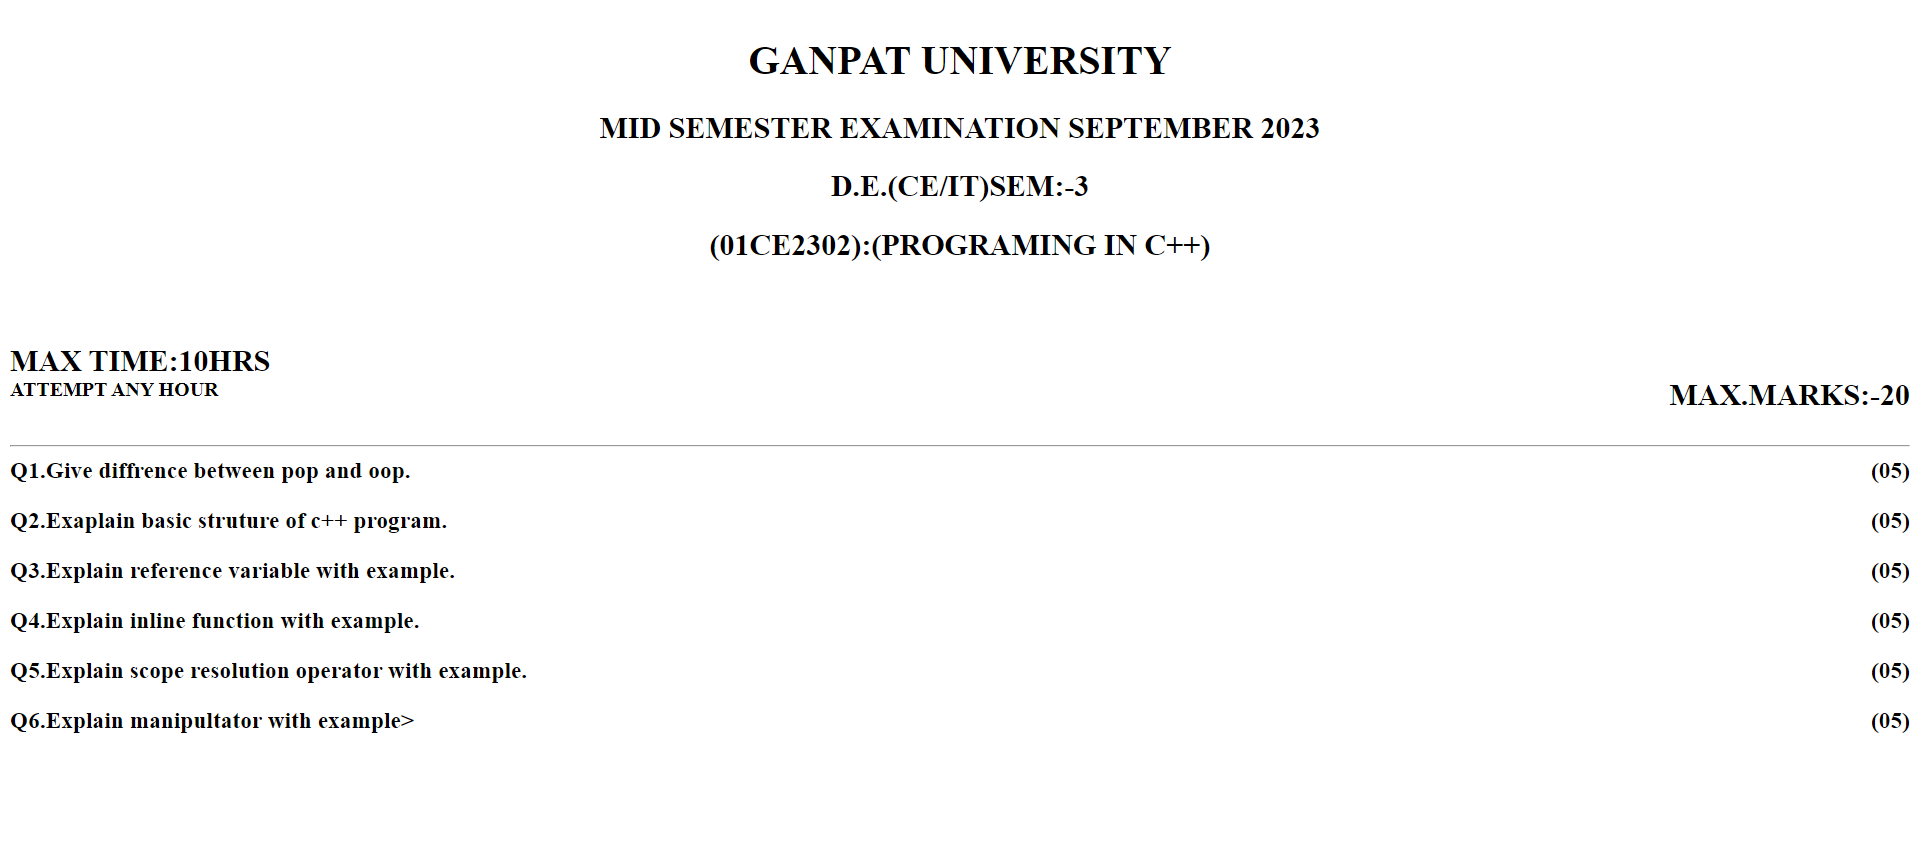 GANPAT UNIVERSITY
MID SEMESTER EXAMINATION SEPTEMBER 2023
D.E.(CE/IT)SEM:-3
(01CE2302):(PROGRAMING IN C++)
MAX TIME:10HRS
ATTEMPT ANY HOUR
MAX.MARKS:-20
Q1.Give diffrence between pop and oop. (05)
Q2.Exaplain basic struture of c++ program. (05)
Q3.Explain reference variable with example. (05)
Q4.Explain inline function with example. (05)
Q5.Explain scope resolution operator with example. (05)
Q6.Explain manipultator with example> (05)